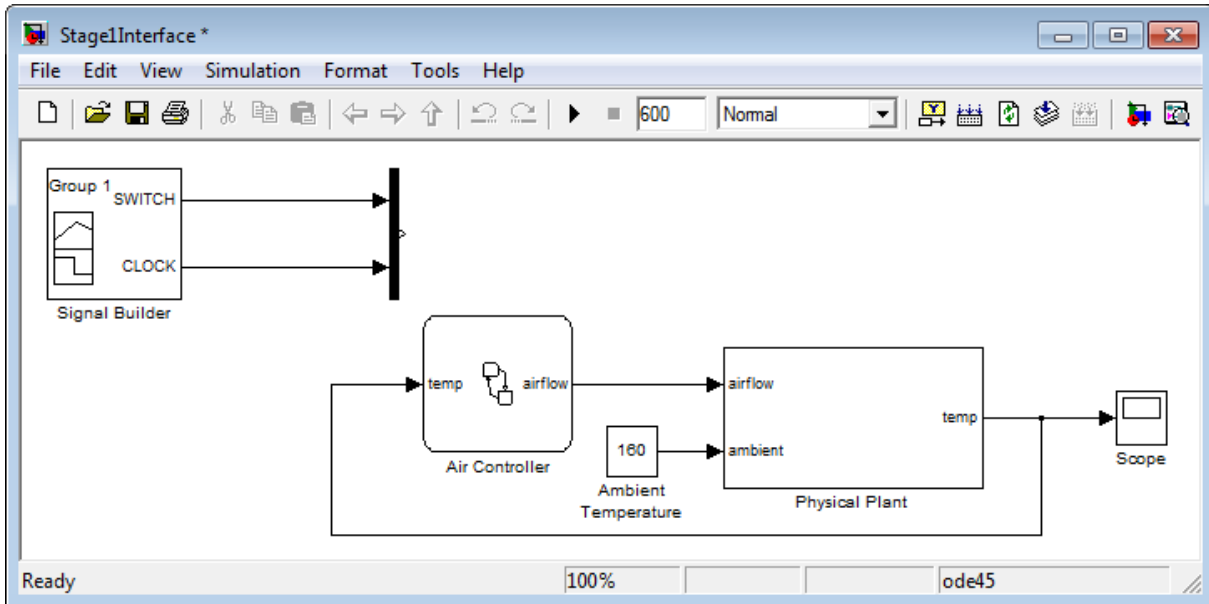 Stage1Interface *
File Edit View Simulation Format Tools Help
600 Normal
Group 1
SWITCH
CLOCK
Signal Builder
temp airflow
Air Controller
160
Ambient
Temperature
airflow
ambient
temp
Physical Plant
Scope
Ready 100% ode45